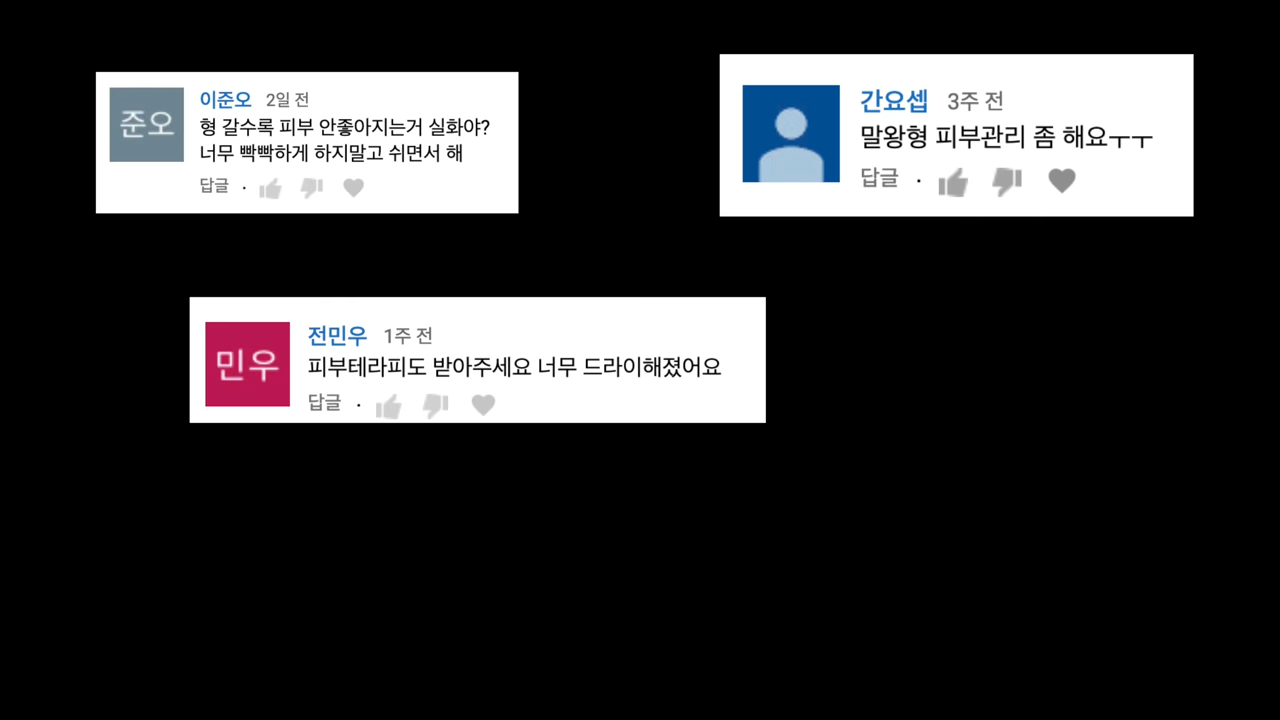 준오
이준오 2일 전
형 갈수록 피부 안좋아지는거 실화야?
너무 빡빡하게 하지말고 쉬면서 해
답글 ·
간요셉 3주 전
말왕형 피부관리 좀 해요ㅜㅜ
답글 ·
민우
전민우 1주 전
피부테라피도 받아주세요 너무 드라이해졌어요
답글 ·